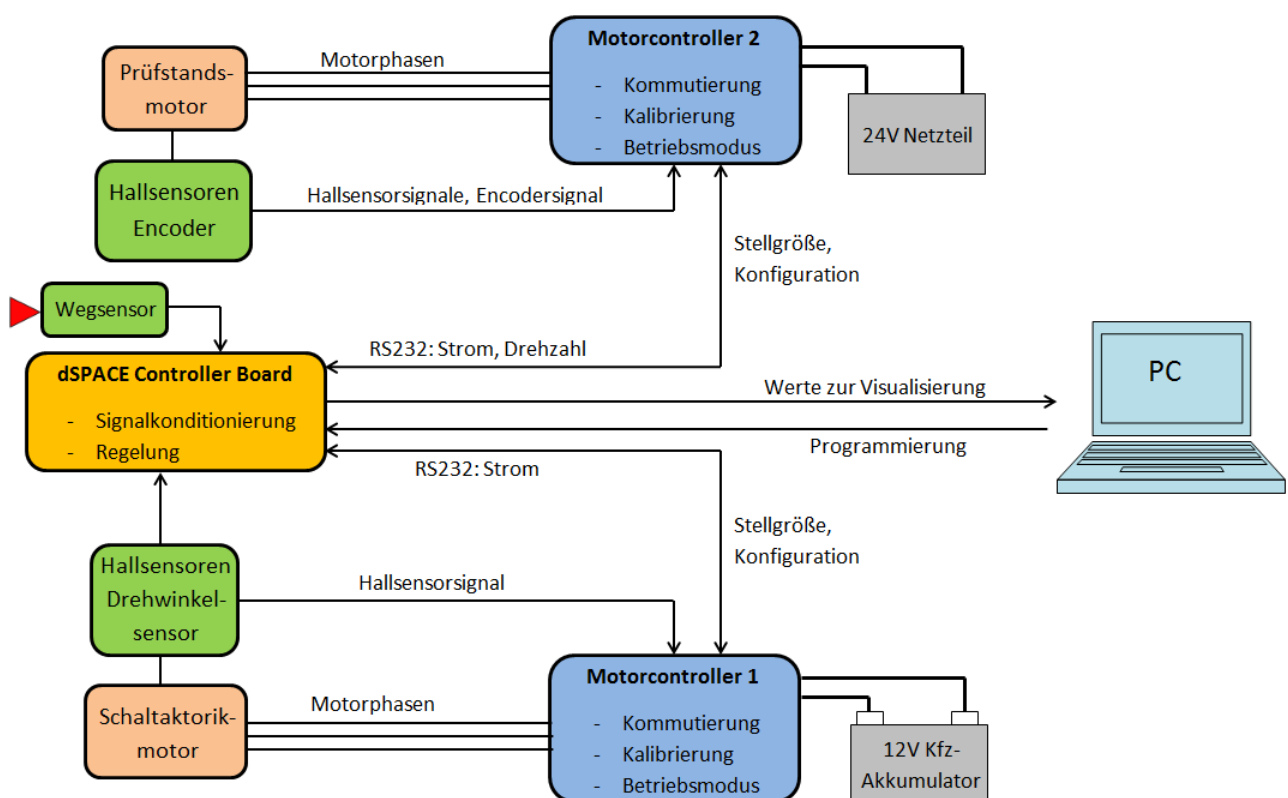 Motorcontroller 2
- Kommutierung
- Kalibrierung
- Betriebsmodus
Motorphasen
Prüfstands-
motor
24V Netzteil
Hallsensoren
Encoder
Hallsensorsignale, Encodersignal
Stellgröße,
Konfiguration
Wegsensor
RS232: Strom, Drehzahl
dSPACE Controller Board
- Signalkonditionierung
- Regelung
Werte zur Visualisierung
PC
Programmierung
RS232: Strom
Stellgröße,
Konfiguration
Hallsensoren
Drehwinkel-
sensor
Hallsensorsignal
Motorcontroller 1
- Kommutierung
- Kalibrierung
- Betriebsmodus
Motorphasen
Schaltaktorik-
motor
12V Kfz-
Akkumulator